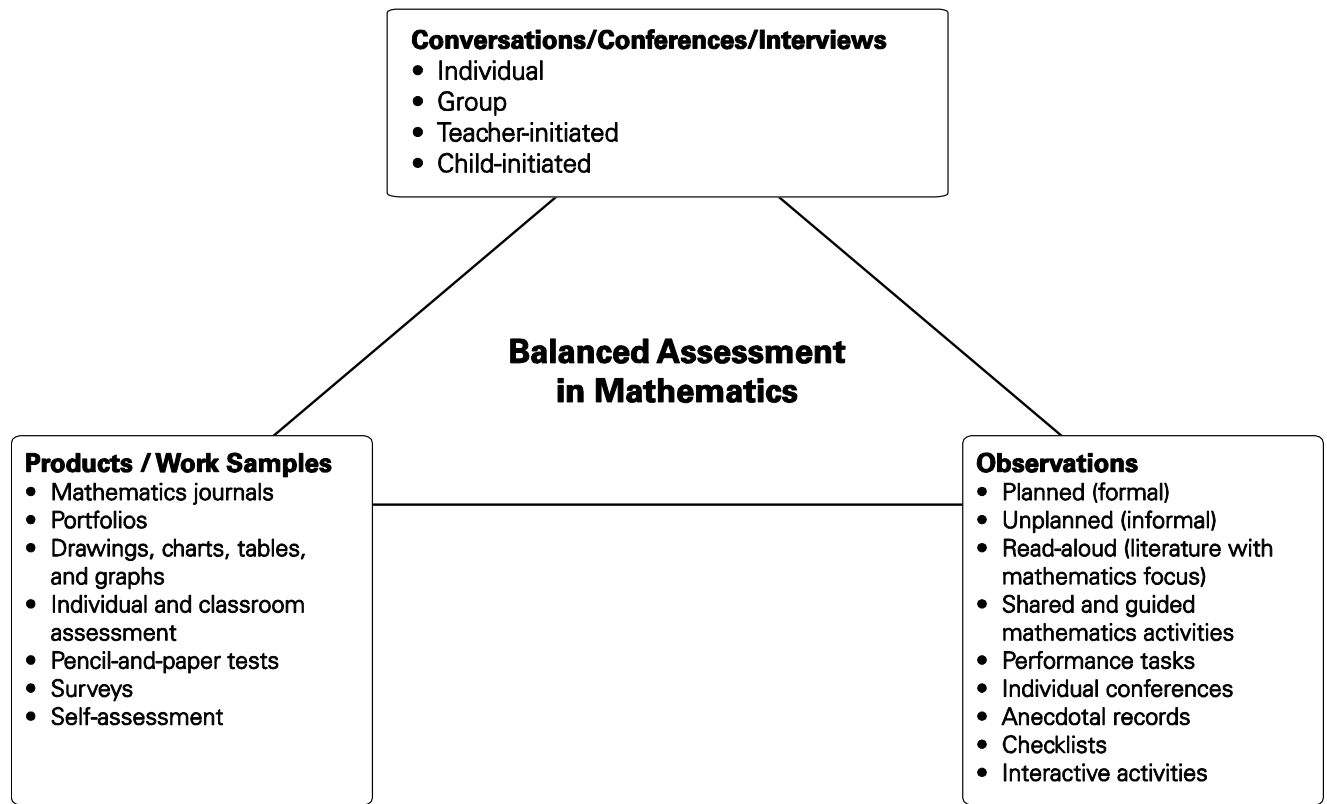 Conversations/Conferences/Interviews
• Individual
• Group
• Teacher-initiated
• Child-initiated
Balanced Assessment
in Mathematics
Products / Work Samples
• Mathematics journals
• Portfolios
• Drawings, charts, tables,
and graphs
• Individual and classroom
assessment
• Pencil-and-paper tests
• Surveys
• Self-assessment
Observations
• Planned (formal)
• Unplanned (informal)
• Read-aloud (literature with
mathematics focus)
• Shared and guided
mathematics activities
• Performance tasks
• Individual conferences
• Anecdotal records
• Checklists
• Interactive activities